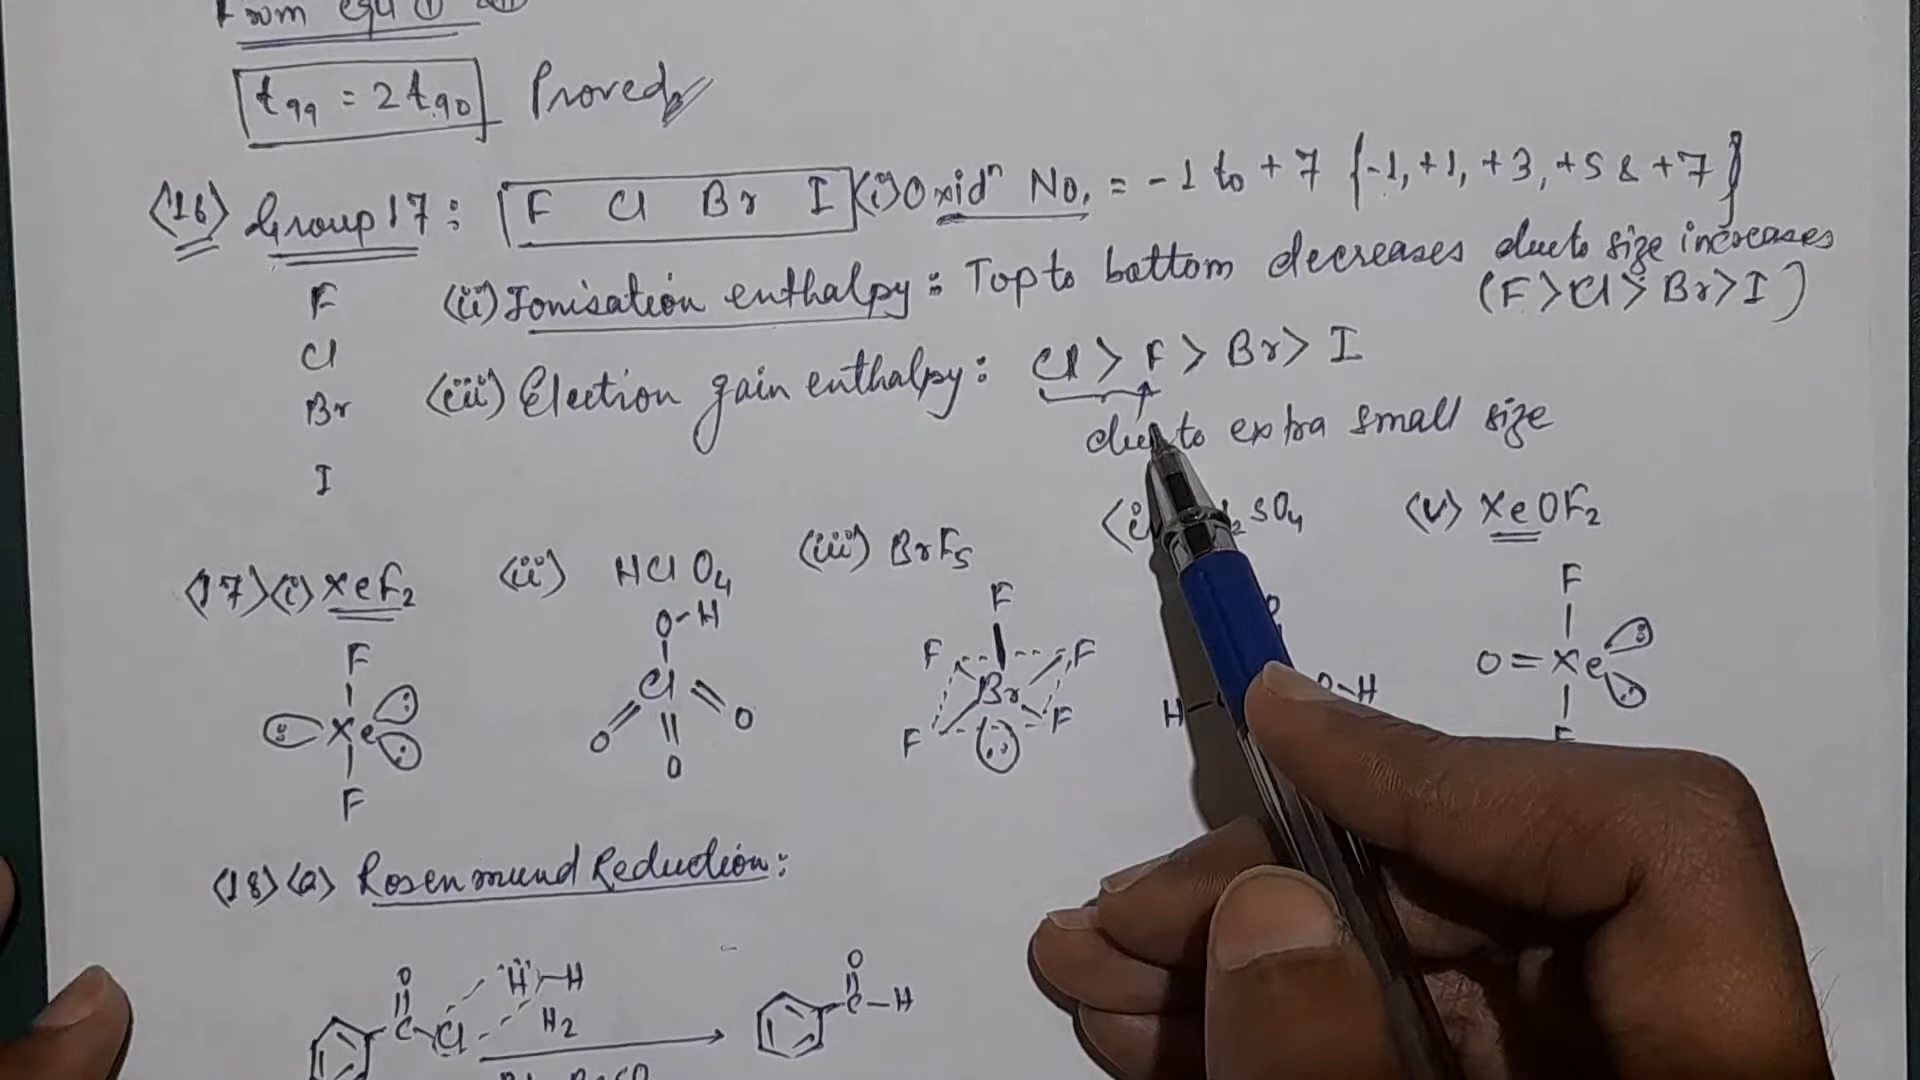 From eqn ①
t99 = 2 t90 Proved
(16) Group 17: F Cl Br I (i) Oxidn No. = -1 to +7 {-1, +1, +3, +5 & +7}
F (ii) Ionisation enthalpy: Top to bottom decreases due to size increases
(F > Cl > Br > I)
Cl
Br (iii) Electron gain enthalpy: Cl > F > Br > I
due to extra small size
I
(17) (i) XeF2 (ii) HClO4 (iii) BrF5 SO4 (v) XeOF2
F O-H F F
Cl F F Br O=Xe
Xe O O O F F H O-H F
F
(18) (a) Rosenmund Reduction:
O H-H O
C Cl H2 C-H